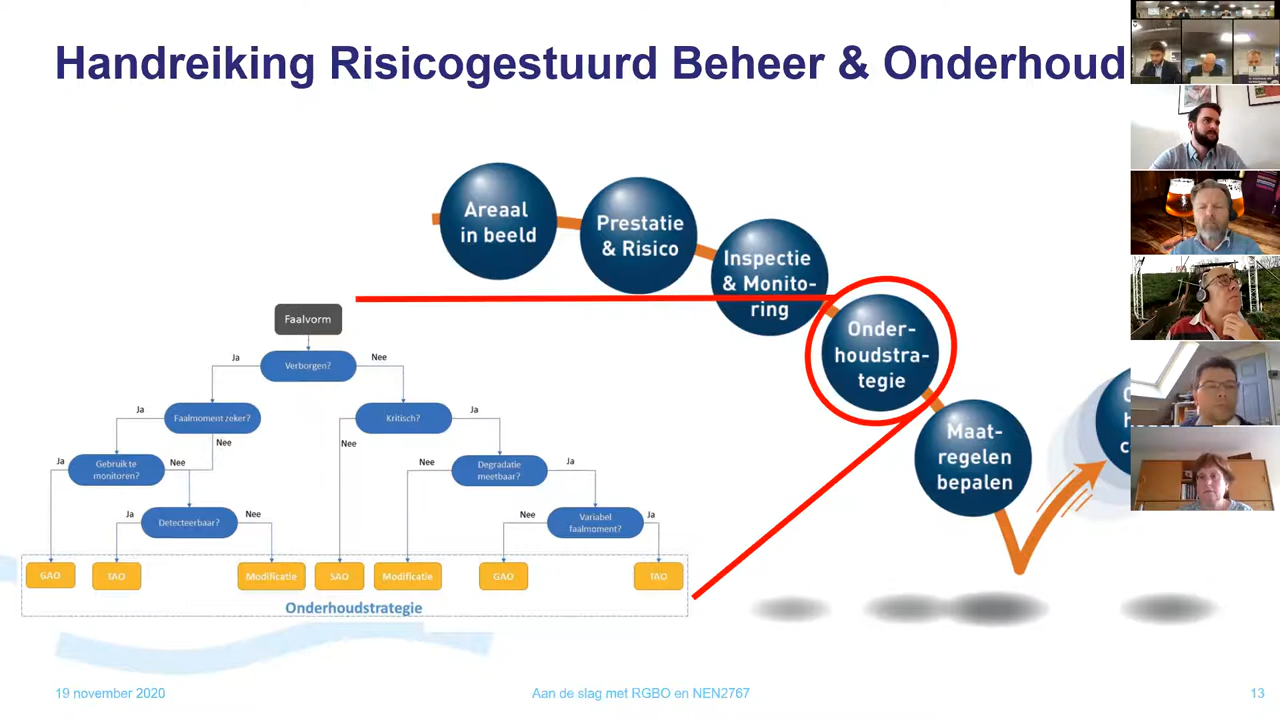 Handreiking Risicogestuurd Beheer & Onderhoud
Areaal
in beeld
Prestatie
& Risico
Inspectie
& Monito-
ring
Onder-
houdstra-
tegie
Maat-
regelen
bepalen
Faalvorm
Ja
Nee
Verborgen?
Ja
Faalmoment zeker?
Nee
Kritisch?
Ja
Nee
Ja
Gebruik te
monitoren?
Nee
Nee
Degradatie
meetbaar?
Ja
Ja
Detecteerbaar?
Nee
Nee
Variabel
faalmoment?
Ja
GAO
TAO
Modificatie
SAO
Modificatie
GAO
TAO
Onderhoudstrategie
19 november 2020
Aan de slag met RGBO en NEN2767
13